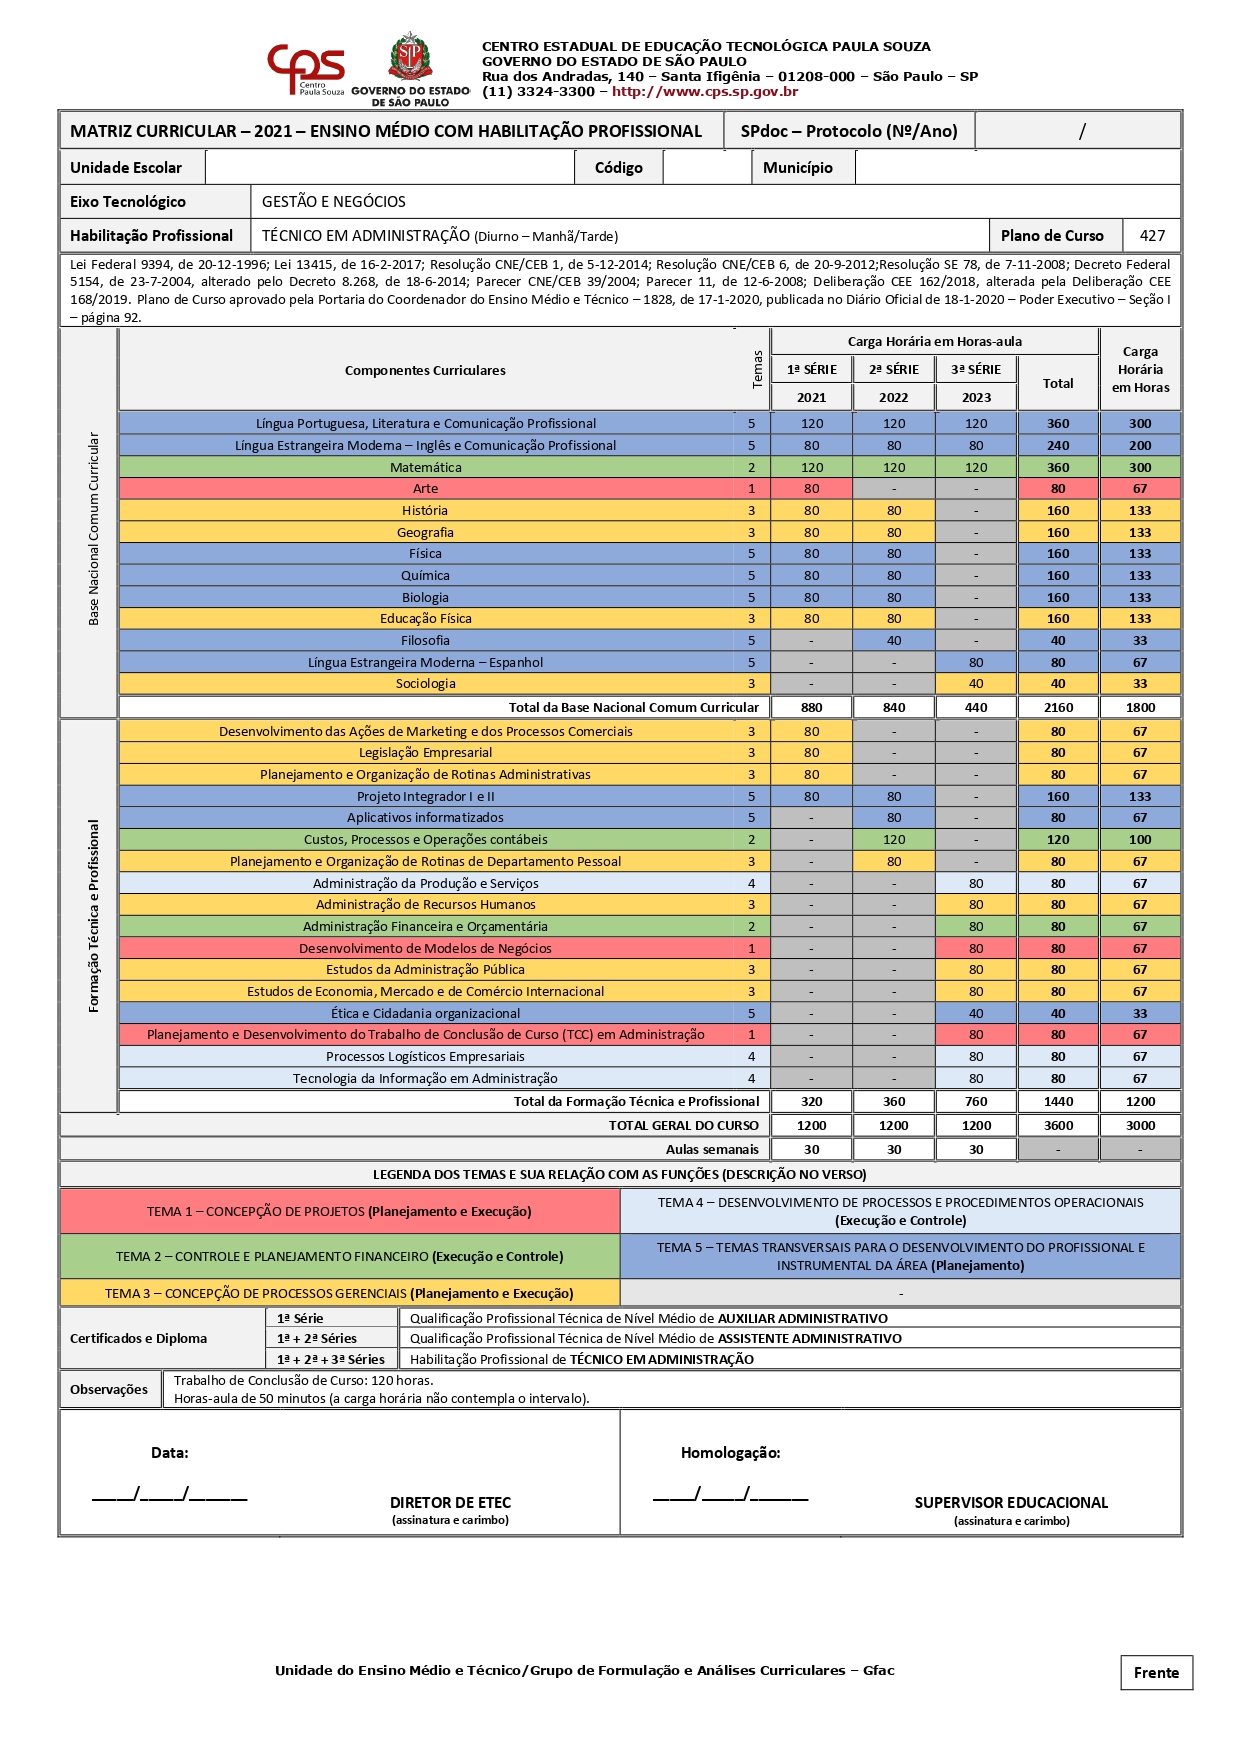 CPS
Centro
Paula Souza
GOVERNO DO ESTADO
DE SÃO PAULO
CENTRO ESTADUAL DE EDUCAÇÃO TECNOLÓGICA PAULA SOUZA
GOVERNO DO ESTADO DE SÃO PAULO
Rua dos Andradas, 140 – Santa Ifigênia – 01208-000 – São Paulo – SP
(11) 3324-3300 – http://www.cps.sp.gov.br
MATRIZ CURRICULAR – 2021 – ENSINO MÉDIO COM HABILITAÇÃO PROFISSIONAL SPdoc – Protocolo (Nº/Ano) /
Unidade Escolar Código Município
Eixo Tecnológico GESTÃO E NEGÓCIOS
Habilitação Profissional TÉCNICO EM ADMINISTRAÇÃO (Diurno – Manhã/Tarde) Plano de Curso 427
Lei Federal 9394, de 20-12-1996; Lei 13415, de 16-2-2017; Resolução CNE/CEB 1, de 5-12-2014; Resolução CNE/CEB 6, de 20-9-2012;Resolução SE 78, de 7-11-2008; Decreto Federal
5154, de 23-7-2004, alterado pelo Decreto 8.268, de 18-6-2014; Parecer CNE/CEB 39/2004; Parecer 11, de 12-6-2008; Deliberação CEE 162/2018, alterada pela Deliberação CEE
168/2019. Plano de Curso aprovado pela Portaria do Coordenador do Ensino Médio e Técnico – 1828, de 17-1-2020, publicada no Diário Oficial de 18-1-2020 – Poder Executivo – Seção I
– página 92.
Base Nacional Comum Curricular
Componentes Curriculares Temas Carga Horária em Horas-aula Carga Horária em Horas
1ª SÉRIE 2ª SÉRIE 3ª SÉRIE Total
2021 2022 2023
Língua Portuguesa, Literatura e Comunicação Profissional 5 120 120 120 360 300
Língua Estrangeira Moderna – Inglês e Comunicação Profissional 5 80 80 80 240 200
Matemática 2 120 120 120 360 300
Arte 1 80 - - 80 67
História 3 80 80 - 160 133
Geografia 3 80 80 - 160 133
Física 5 80 80 - 160 133
Química 5 80 80 - 160 133
Biologia 5 80 80 - 160 133
Educação Física 3 80 80 - 160 133
Filosofia 5 - 40 - 40 33
Língua Estrangeira Moderna – Espanhol 5 - - 80 80 67
Sociologia 3 - - 40 40 33
Total da Base Nacional Comum Curricular 880 840 440 2160 1800
Formação Técnica e Profissional
Desenvolvimento das Ações de Marketing e dos Processos Comerciais 3 80 - - 80 67
Legislação Empresarial 3 80 - - 80 67
Planejamento e Organização de Rotinas Administrativas 3 80 - - 80 67
Projeto Integrador I e II 5 80 80 - 160 133
Aplicativos informatizados 5 - 80 - 80 67
Custos, Processos e Operações contábeis 2 - 120 - 120 100
Planejamento e Organização de Rotinas de Departamento Pessoal 3 - 80 - 80 67
Administração da Produção e Serviços 4 - - 80 80 67
Administração de Recursos Humanos 3 - - 80 80 67
Administração Financeira e Orçamentária 2 - - 80 80 67
Desenvolvimento de Modelos de Negócios 1 - - 80 80 67
Estudos da Administração Pública 3 - - 80 80 67
Estudos de Economia, Mercado e de Comércio Internacional 3 - - 80 80 67
Ética e Cidadania organizacional 5 - - 40 40 33
Planejamento e Desenvolvimento do Trabalho de Conclusão de Curso (TCC) em Administração 1 - - 80 80 67
Processos Logísticos Empresariais 4 - - 80 80 67
Tecnologia da Informação em Administração 4 - - 80 80 67
Total da Formação Técnica e Profissional 320 360 760 1440 1200
TOTAL GERAL DO CURSO 1200 1200 1200 3600 3000
Aulas semanais 30 30 30 - -
LEGENDA DOS TEMAS E SUA RELAÇÃO COM AS FUNÇÕES (DESCRIÇÃO NO VERSO)
TEMA 1 – CONCEPÇÃO DE PROJETOS (Planejamento e Execução)
TEMA 4 – DESENVOLVIMENTO DE PROCESSOS E PROCEDIMENTOS OPERACIONAIS
(Execução e Controle)
TEMA 2 – CONTROLE E PLANEJAMENTO FINANCEIRO (Execução e Controle)
TEMA 5 – TEMAS TRANSVERSAIS PARA O DESENVOLVIMENTO DO PROFISSIONAL E
INSTRUMENTAL DA ÁREA (Planejamento)
TEMA 3 – CONCEPÇÃO DE PROCESSOS GERENCIAIS (Planejamento e Execução) -
Certificados e Diploma
1ª Série Qualificação Profissional Técnica de Nível Médio de AUXILIAR ADMINISTRATIVO
1ª + 2ª Séries Qualificação Profissional Técnica de Nível Médio de ASSISTENTE ADMINISTRATIVO
1ª + 2ª + 3ª Séries Habilitação Profissional de TÉCNICO EM ADMINISTRAÇÃO
Observações
Trabalho de Conclusão de Curso: 120 horas.
Horas-aula de 50 minutos (a carga horária não contempla o intervalo).
Data: Homologação:
_____/_____/_______ _____/_____/_______
DIRETOR DE ETEC SUPERVISOR EDUCACIONAL
(assinatura e carimbo) (assinatura e carimbo)
Unidade do Ensino Médio e Técnico/Grupo de Formulação e Análises Curriculares – Gfac
Frente